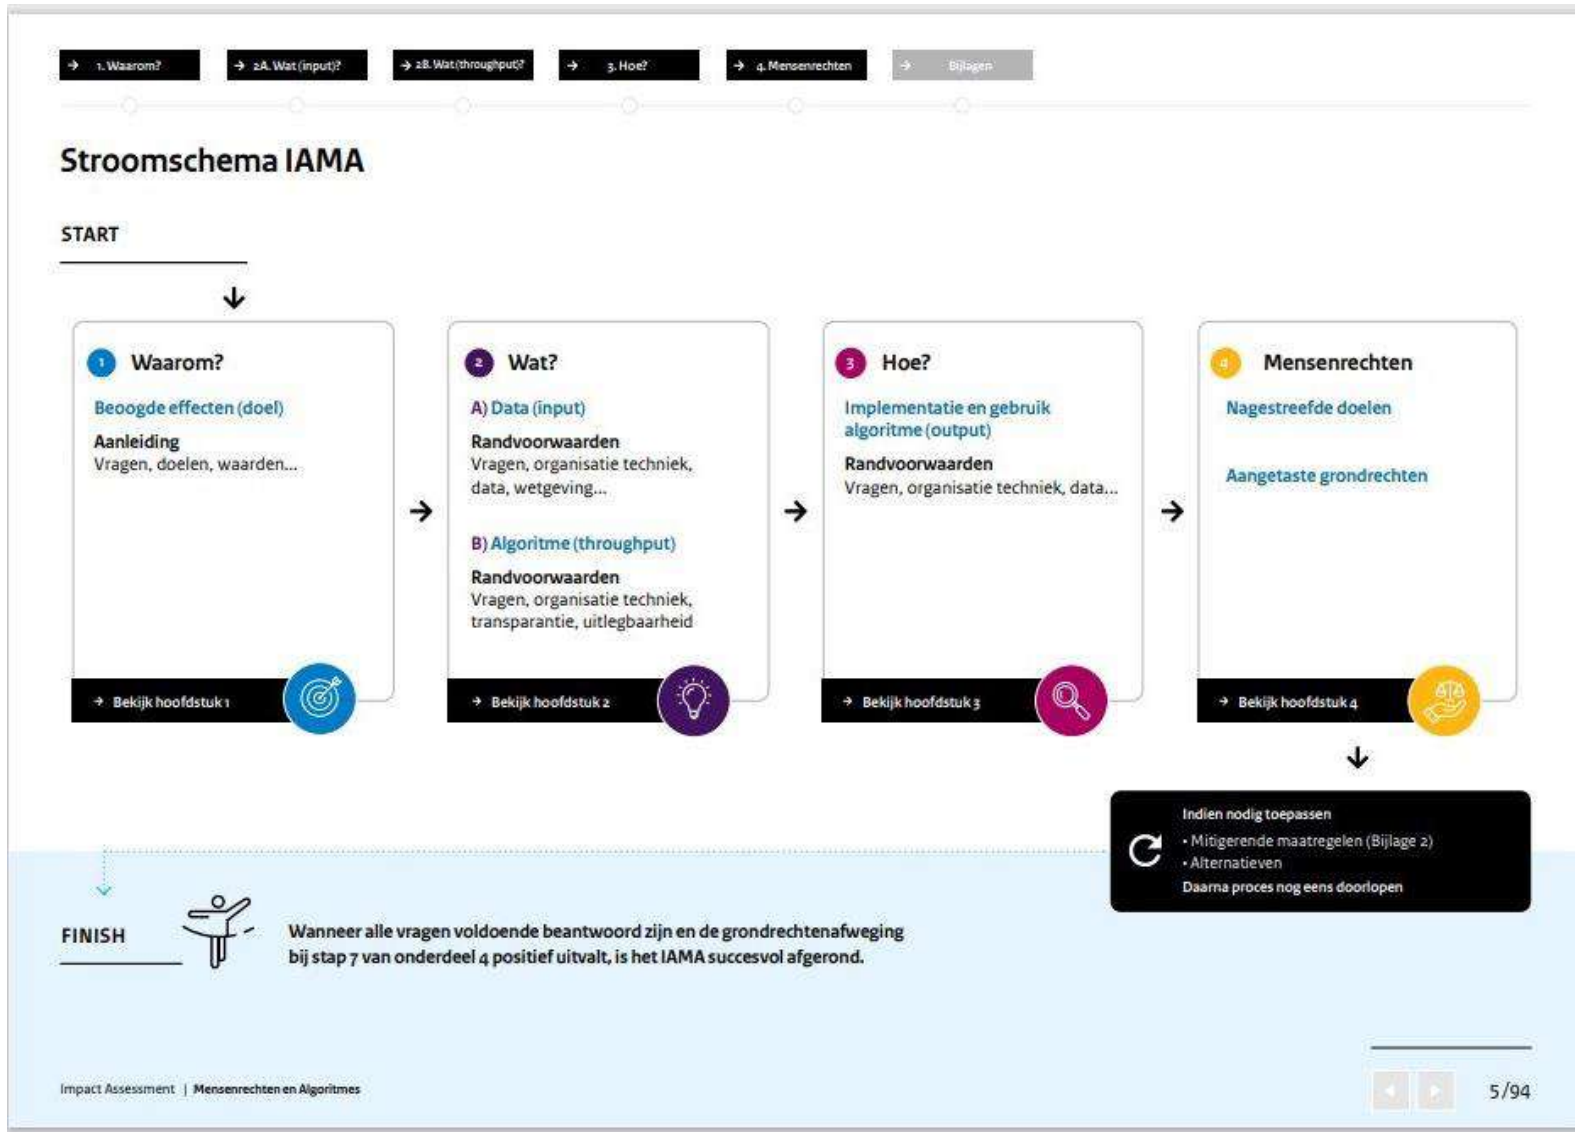 → 1. Waarom?
→ 2A. Wat (input)?
→ 2B. Wat (throughput)?
→ 3. Hoe?
→ 4. Mensenrechten
→ Bijlagen
Stroomschema IAMA
START
1 Waarom?
Beoogde effecten (doel)
Aanleiding
Vragen, doelen, waarden...
→ Bekijk hoofdstuk 1
2 Wat?
A) Data (input)
Randvoorwaarden
Vragen, organisatie techniek,
data, wetgeving...
B) Algoritme (throughput)
Randvoorwaarden
Vragen, organisatie techniek,
transparantie, uitlegbaarheid
→ Bekijk hoofdstuk 2
3 Hoe?
Implementatie en gebruik
algoritme (output)
Randvoorwaarden
Vragen, organisatie techniek, data...
→ Bekijk hoofdstuk 3
4 Mensenrechten
Nagestreefde doelen
Aangetaste grondrechten
→ Bekijk hoofdstuk 4
Indien nodig toepassen
• Mitigerende maatregelen (Bijlage 2)
• Alternatieven
Daarna proces nog eens doorlopen
FINISH
Wanneer alle vragen voldoende beantwoord zijn en de grondrechtenafweging
bij stap 7 van onderdeel 4 positief uitvalt, is het IAMA succesvol afgerond.
Impact Assessment | Mensenrechten en Algoritmes
5/94